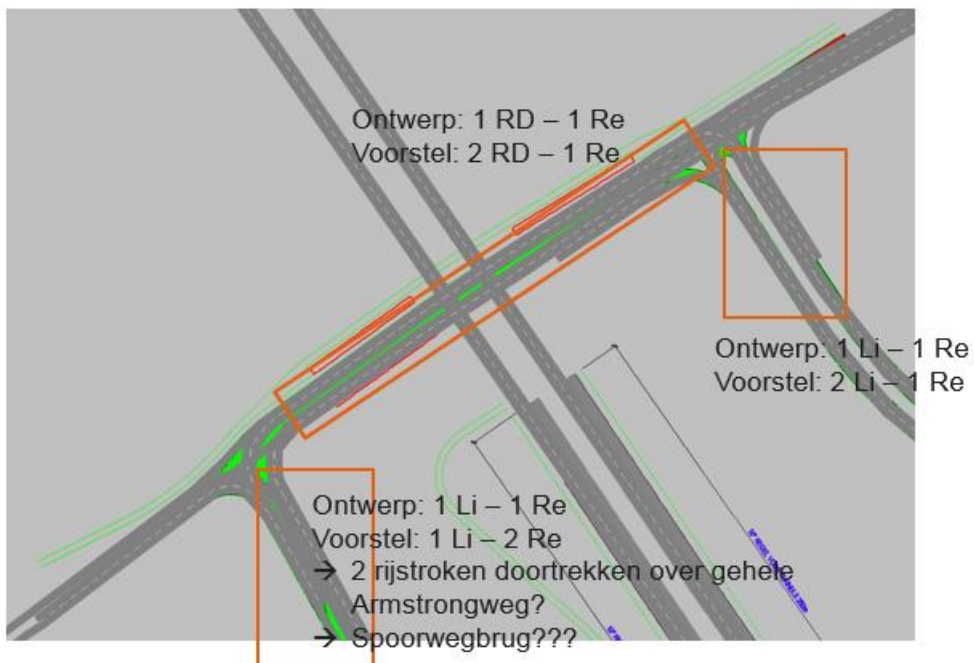 Ontwerp: 1 RD – 1 Re
Voorstel: 2 RD – 1 Re
Ontwerp: 1 Li – 1 Re
Voorstel: 2 Li – 1 Re
Ontwerp: 1 Li – 1 Re
Voorstel: 1 Li – 2 Re
→ 2 rijstroken doortrekken over gehele
Armstrongweg?
→ Spoorwegbrug???